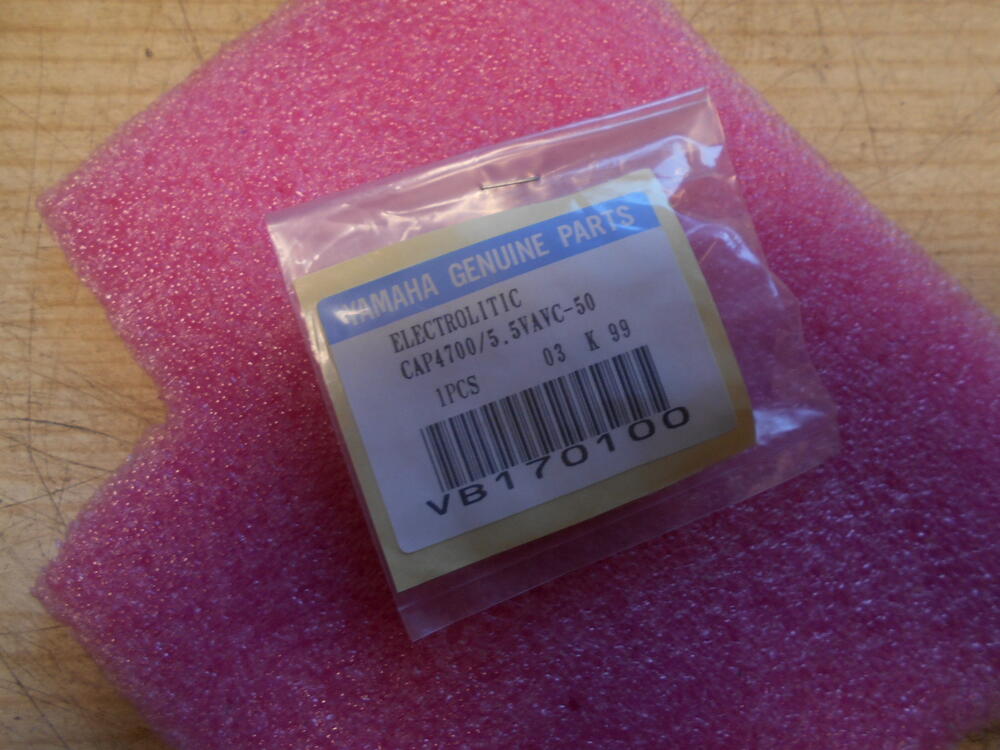 YAMAHA GENUINE PARTS
ELECTROLITIC
CAP4700/5.5VAVC-50
1PCS 03 K 99
VB170100